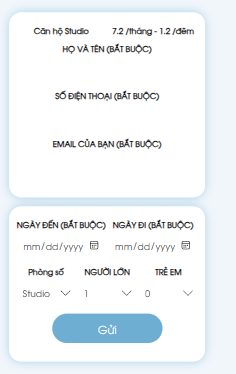 Căn hộ Studio 7.2 /tháng - 1.2 /đêm
HỌ VÀ TÊN (BẮT BUỘC)
SỐ ĐIỆN THOẠI (BẮT BUỘC)
EMAIL CỦA BẠN (BẮT BUỘC)
NGÀY ĐẾN (BẮT BUỘC) NGÀY ĐI (BẮT BUỘC)
mm/dd/yyyy mm/dd/yyyy
Phòng số NGƯỜI LỚN TRẺ EM
Studio 1 0
Gửi